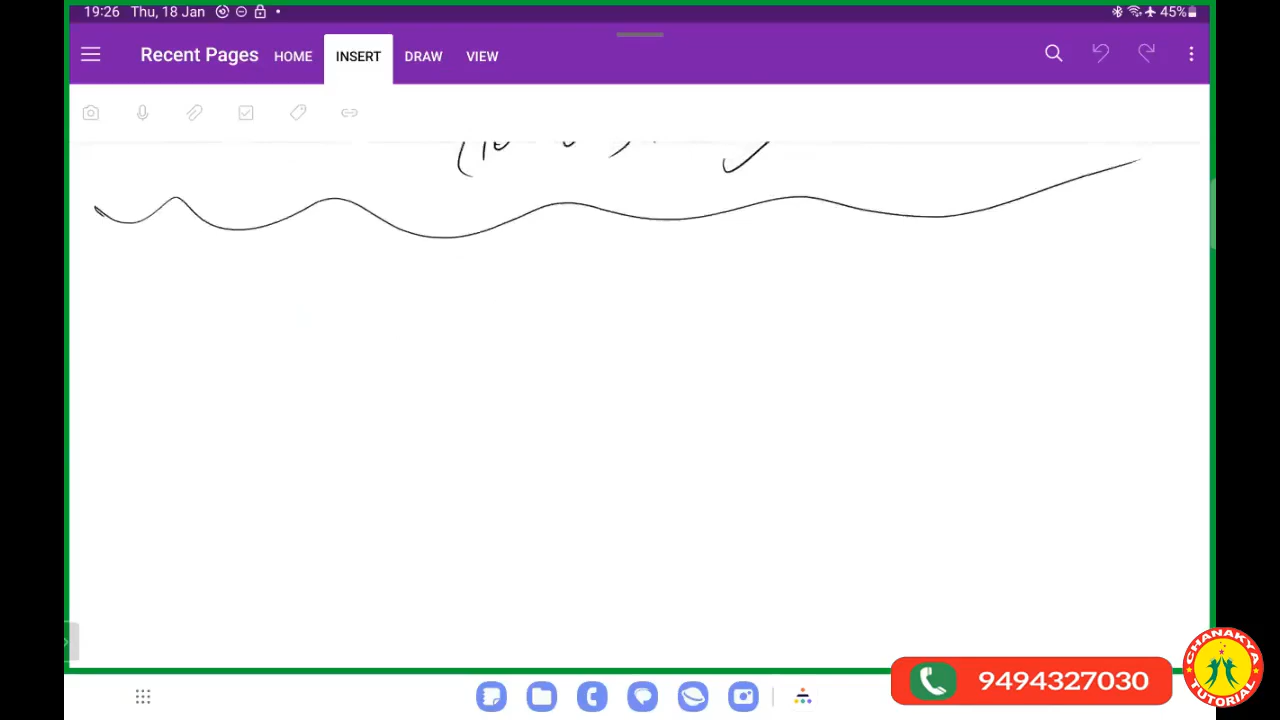 19:26 Thu, 18 Jan 45%
Recent Pages HOME INSERT DRAW VIEW
9494327030
CHANAKYA
TUTORIAL